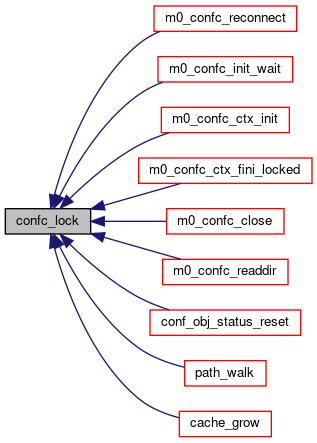 m0_confc_reconnect
m0_confc_init_wait
m0_confc_ctx_init
m0_confc_ctx_fini_locked
confc_lock
m0_confc_close
m0_confc_readdir
conf_obj_status_reset
path_walk
cache_grow